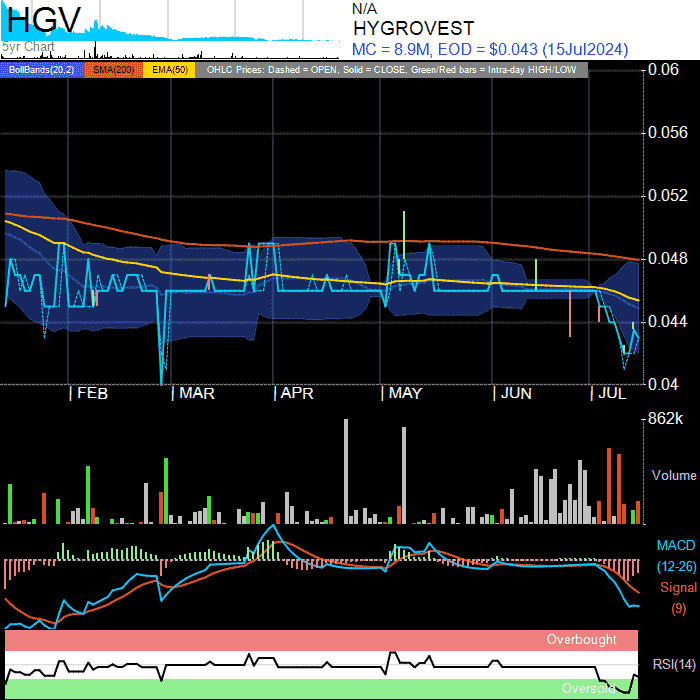 HGV
5yr Chart
N/A
HYGROVEST
MC = 8.9M, EOD = $0.043 (15Jul2024)
BollBands(20,2) SMA(200) EMA(50) OHLC Prices: Dashed = OPEN, Solid = CLOSE, Green/Red bars = Intra-day HIGH/LOW
0.06
0.056
0.052
0.048
0.044
0.04
FEB MAR APR MAY JUN JUL
862k
Volume
MACD
(12-26)
Signal
(9)
Overbought
RSI(14)
Oversold